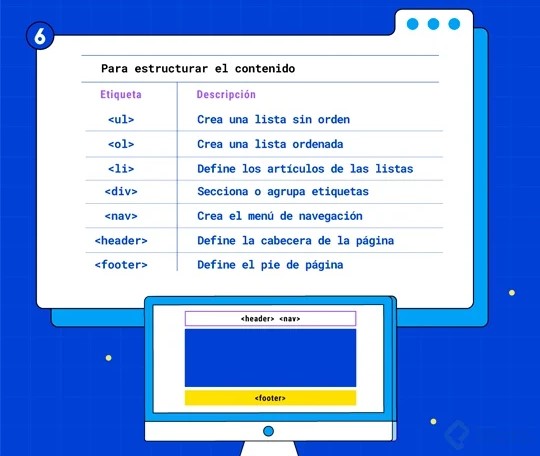 6
Para estructurar el contenido
Etiqueta Descripción
<ul> Crea una lista sin orden
<ol> Crea una lista ordenada
<li> Define los artículos de las listas
<div> Secciona o agrupa etiquetas
<nav> Crea el menú de navegación
<header> Define la cabecera de la página
<footer> Define el pie de página
<header> <nav>
<footer>